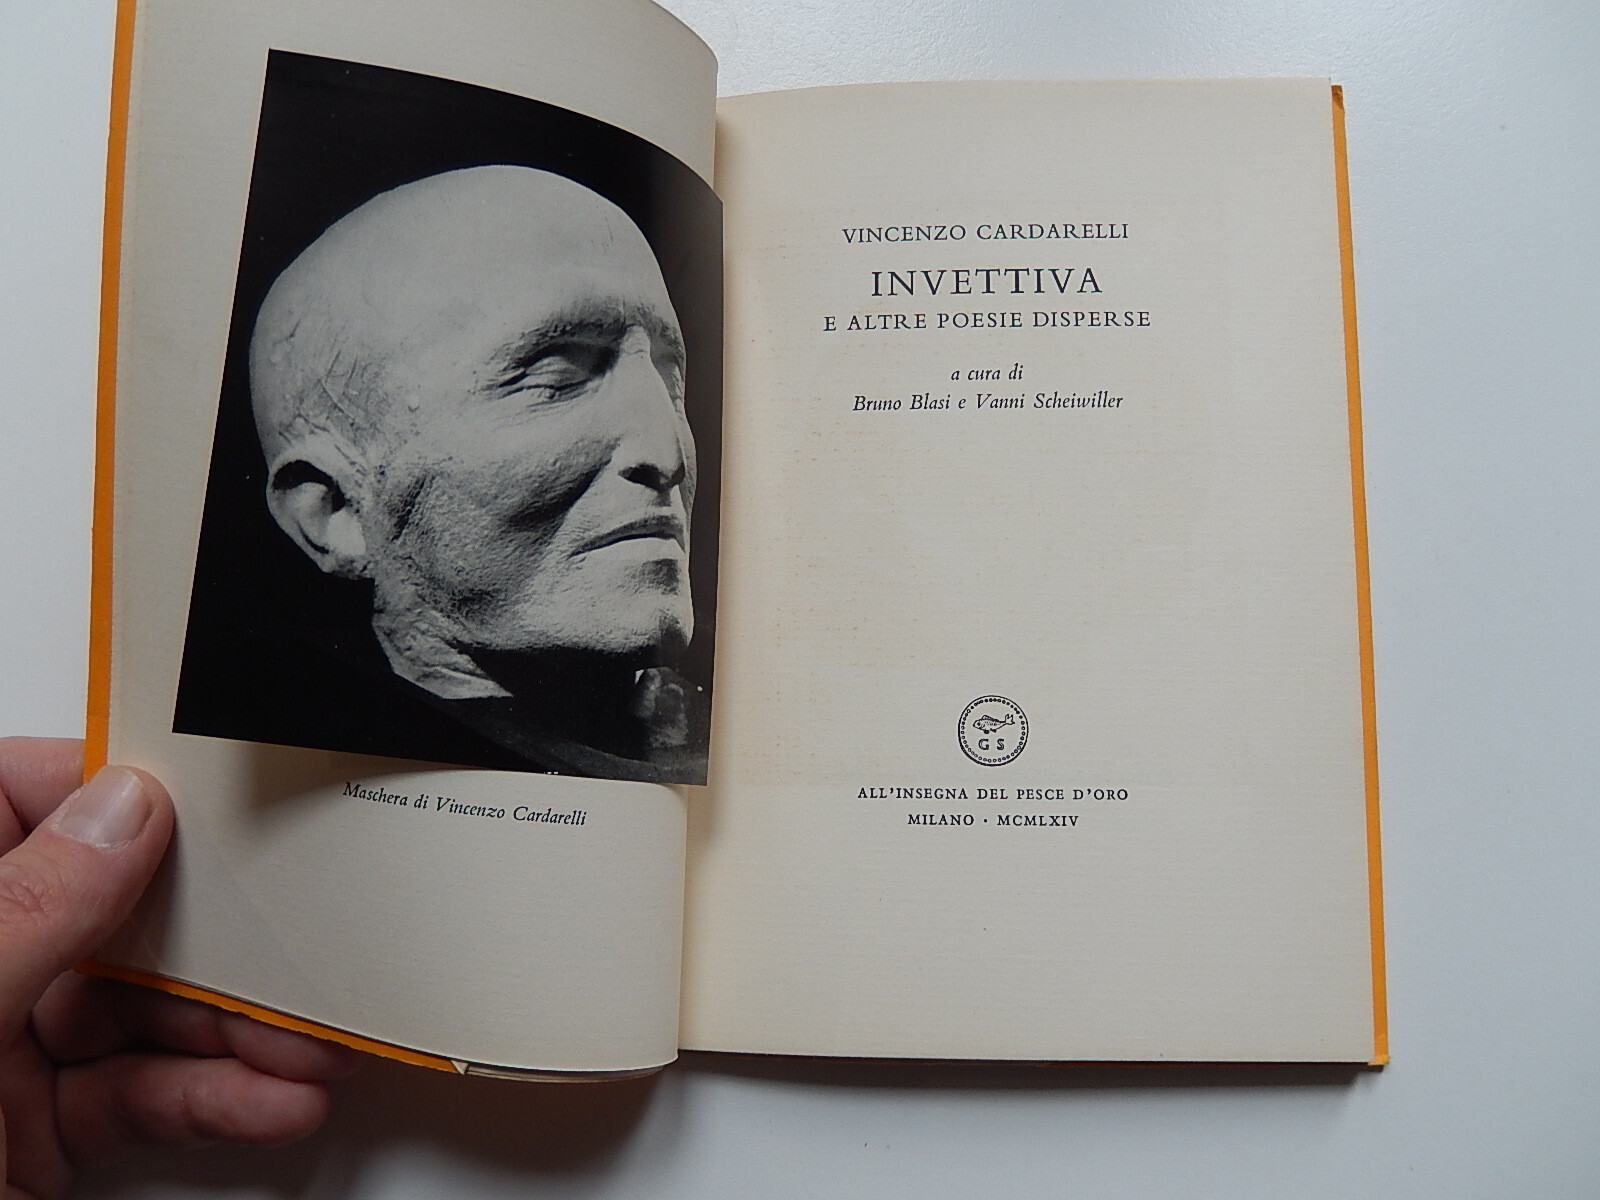 Maschera di Vincenzo Cardarelli
VINCENZO CARDARELLI
INVETTIVA
E ALTRE POESIE DISPERSE
a cura di
Bruno Blasi e Vanni Scheiwiller
G S
ALL'INSEGNA DEL PESCE D'ORO
MILANO · MCMLXIV